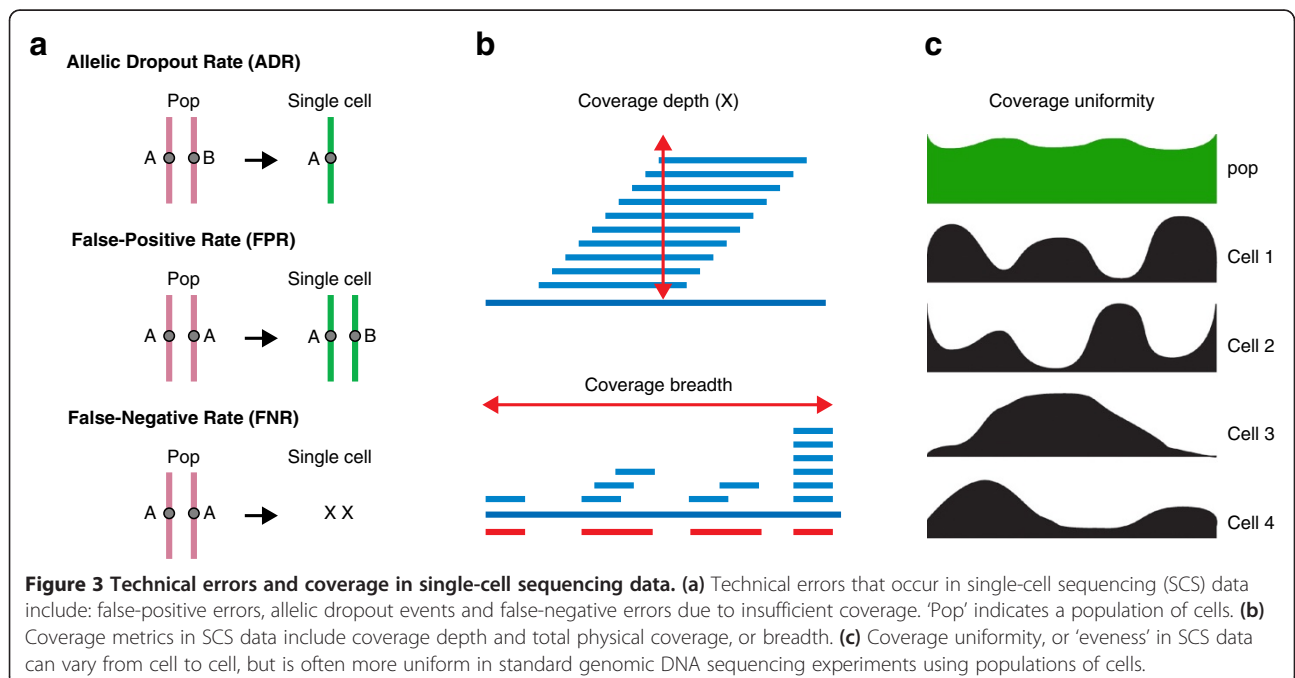 a
Allelic Dropout Rate (ADR)
Pop Single cell
A B A
False-Positive Rate (FPR)
Pop Single cell
A A A B
False-Negative Rate (FNR)
Pop Single cell
A A X X
b
Coverage depth (X)
Coverage breadth
c
Coverage uniformity
pop
Cell 1
Cell 2
Cell 3
Cell 4
Figure 3 Technical errors and coverage in single-cell sequencing data. (a) Technical errors that occur in single-cell sequencing (SCS) data
include: false-positive errors, allelic dropout events and false-negative errors due to insufficient coverage. ‘Pop’ indicates a population of cells. (b)
Coverage metrics in SCS data include coverage depth and total physical coverage, or breadth. (c) Coverage uniformity, or ‘eveness’ in SCS data
can vary from cell to cell, but is often more uniform in standard genomic DNA sequencing experiments using populations of cells.